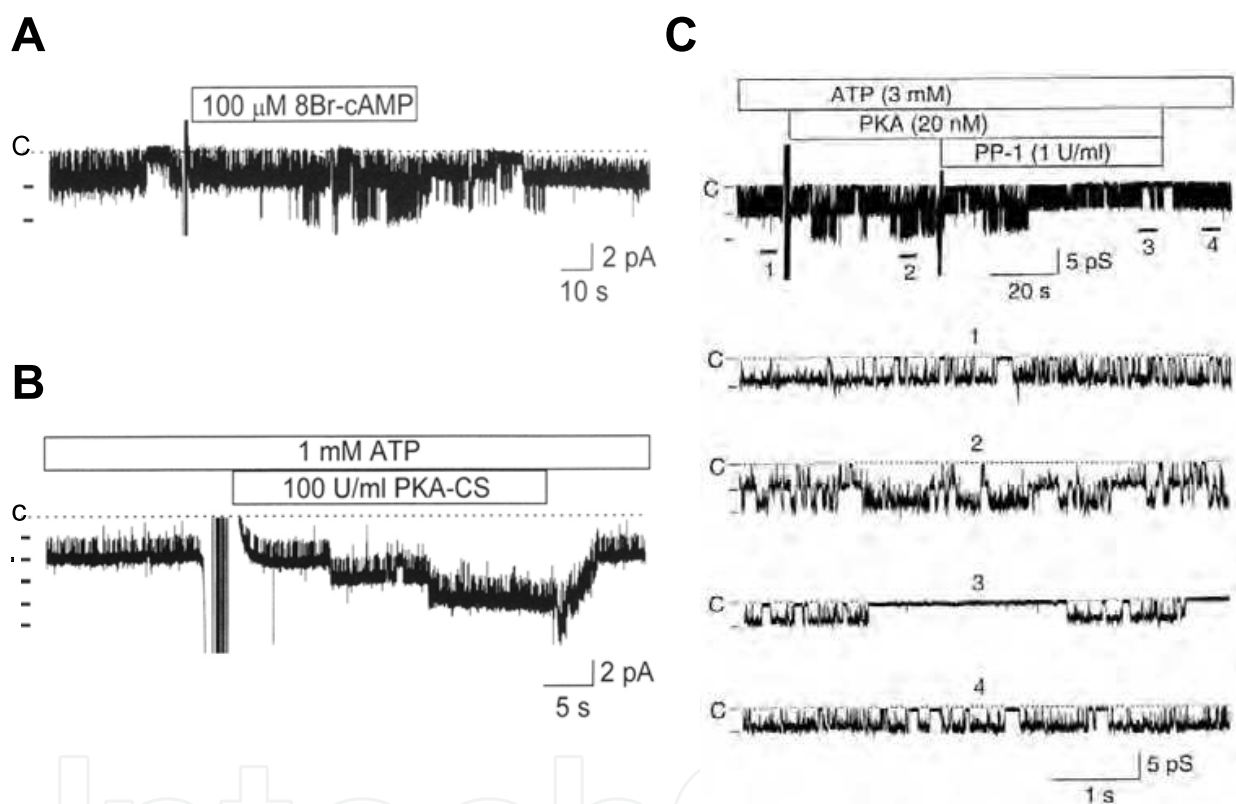 A
100 μM 8Br-cAMP
C
2 pA
10 s
B
1 mM ATP
100 U/ml PKA-CS
C
2 pA
5 s
C
ATP (3 mM)
PKA (20 nM)
PP-1 (1 U/ml)
C
1
2
3
4
5 pS
20 s
1
C
2
C
3
C
4
C
5 pS
1 s